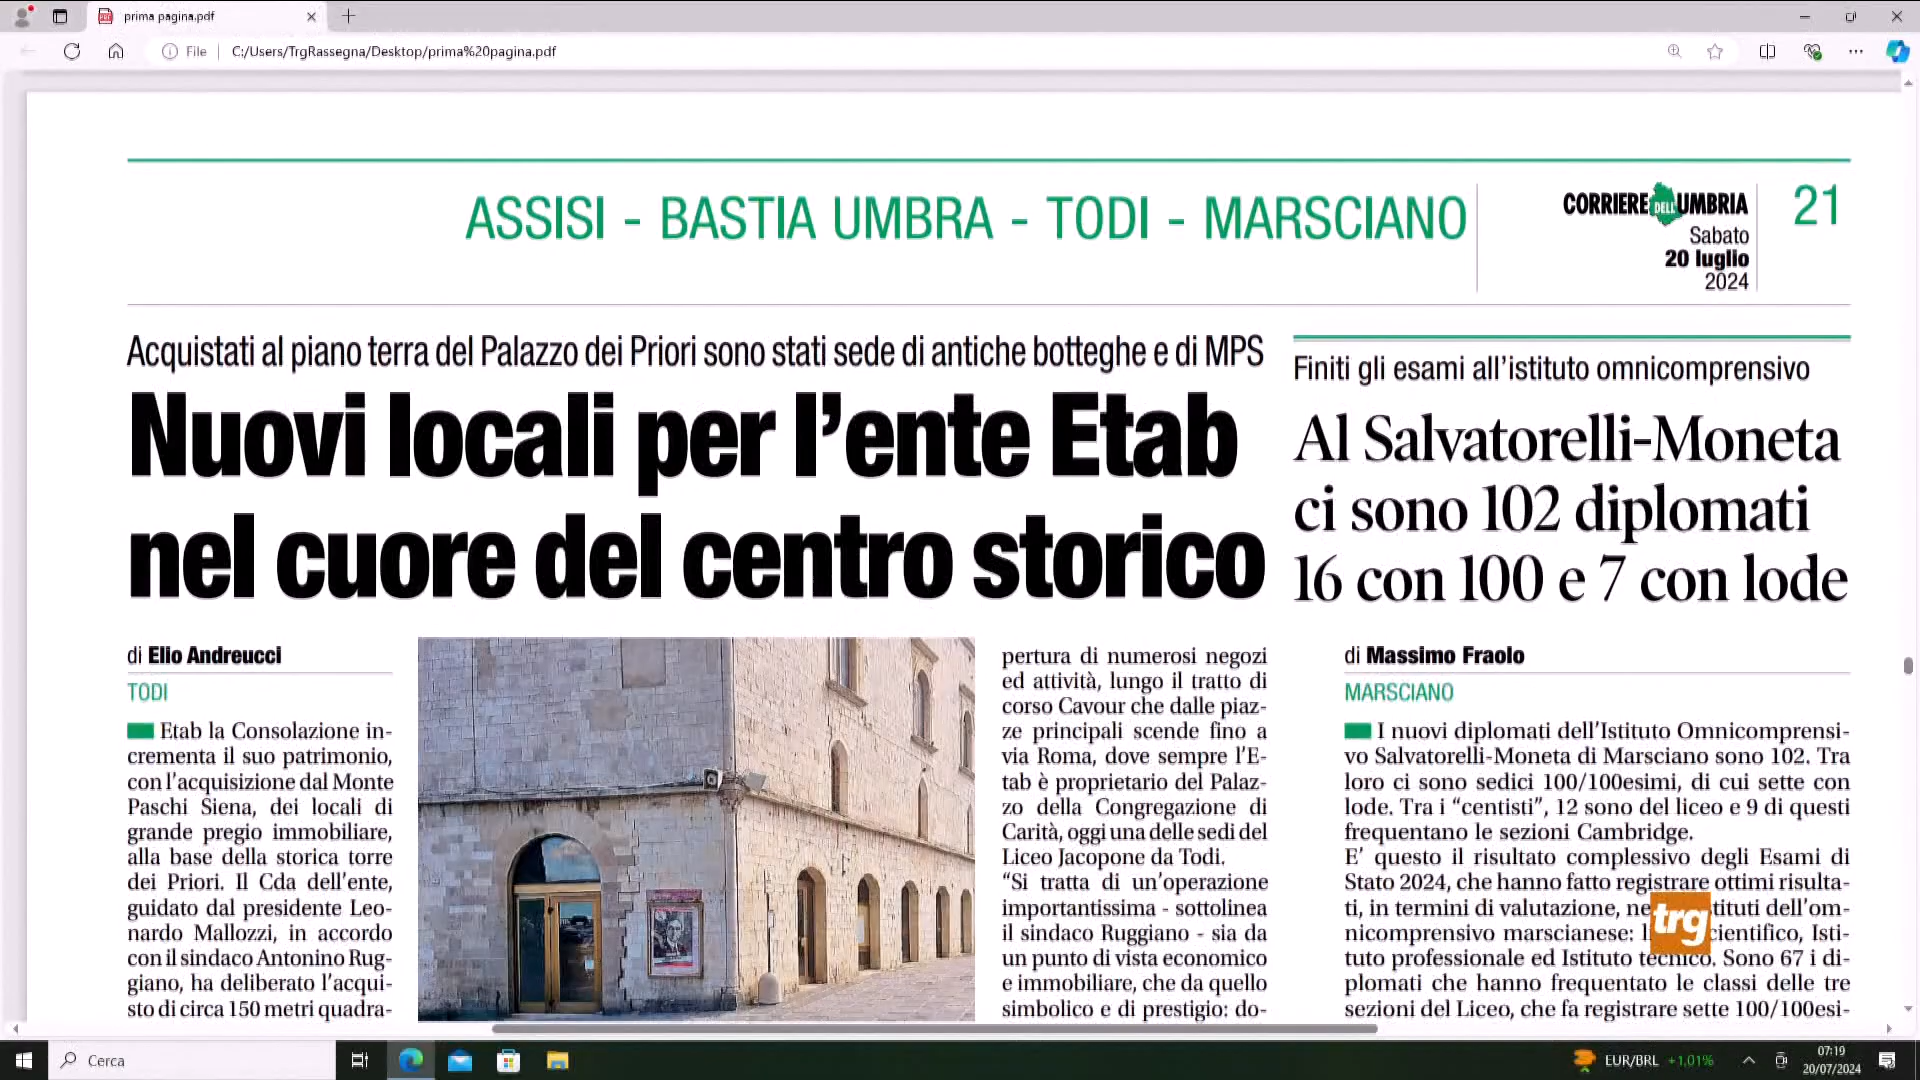 prima pagina.pdf
File
C:/Users/TrgRassegna/Desktop/prima%20pagina.pdf
ASSISI - BASTIA UMBRA - TODI - MARSCIANO
CORRIERE DELL'UMBRIA
Sabato
20 luglio
2024
21
Acquistati al piano terra del Palazzo dei Priori sono stati sede di antiche botteghe e di MPS
Nuovi locali per l’ente Etab
nel cuore del centro storico
di Elio Andreucci
TODI
Etab la Consolazione in-
crementa il suo patrimonio,
con l’acquisizione dal Monte
Paschi Siena, dei locali di
grande pregio immobiliare,
alla base della storica torre
dei Priori. Il Cda dell’ente,
guidato dal presidente Leo-
nardo Mallozzi, in accordo
con il sindaco Antonino Rug-
giano, ha deliberato l’acqui-
sto di circa 150 metri quadra-
pertura di numerosi negozi
ed attività, lungo il tratto di
corso Cavour che dalle piaz-
ze principali scende fino a
via Roma, dove sempre l’E-
tab è proprietario del Palaz-
zo della Congregazione di
Carità, oggi una delle sedi del
Liceo Jacopone da Todi.
“Si tratta di un’operazione
importantissima - sottolinea
il sindaco Ruggiano - sia da
un punto di vista economico
e immobiliare, che da quello
simbolico e di prestigio: do-
Finiti gli esami all’istituto omnicomprensivo
Al Salvatorelli-Moneta
ci sono 102 diplomati
16 con 100 e 7 con lode
di Massimo Fraolo
MARSCIANO
I nuovi diplomati dell’Istituto Omnicomprensi-
vo Salvatorelli-Moneta di Marsciano sono 102. Tra
loro ci sono sedici 100/100esimi, di cui sette con
lode. Tra i “centisti”, 12 sono del liceo e 9 di questi
frequentano le sezioni Cambridge.
E’ questo il risultato complessivo degli Esami di
Stato 2024, che hanno fatto registrare ottimi risulta-
ti, in termini di valutazione, ne tituti dell’om-
nicomprensivo marscianese: l cientifico, Isti-
tuto professionale ed Istituto tecnico. Sono 67 i di-
plomati che hanno frequentato le classi delle tre
sezioni del Liceo, che fa registrare sette 100/100esi-
trg
Cerca
EUR/BRL +1,01%
07:19
20/07/2024